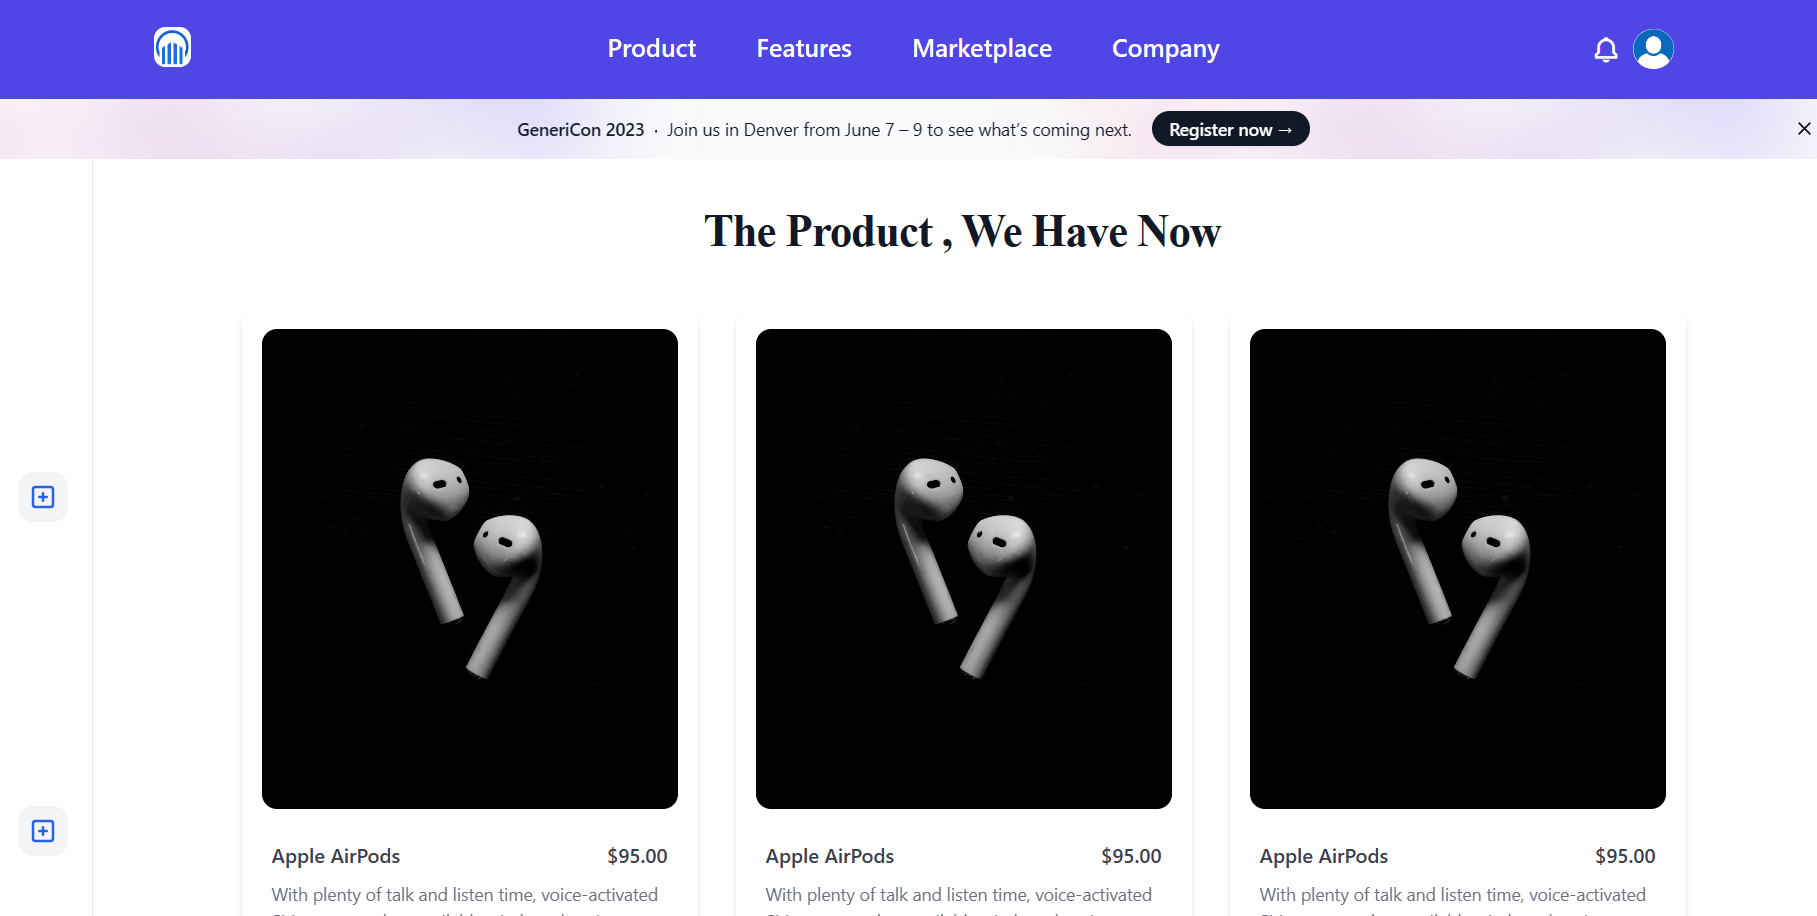 Product Features Marketplace Company
GeneriCon 2023 · Join us in Denver from June 7 – 9 to see what’s coming next. Register now →
The Product , We Have Now
Apple AirPods $95.00 Apple AirPods $95.00 Apple AirPods $95.00
With plenty of talk and listen time, voice-activated With plenty of talk and listen time, voice-activated With plenty of talk and listen time, voice-activated